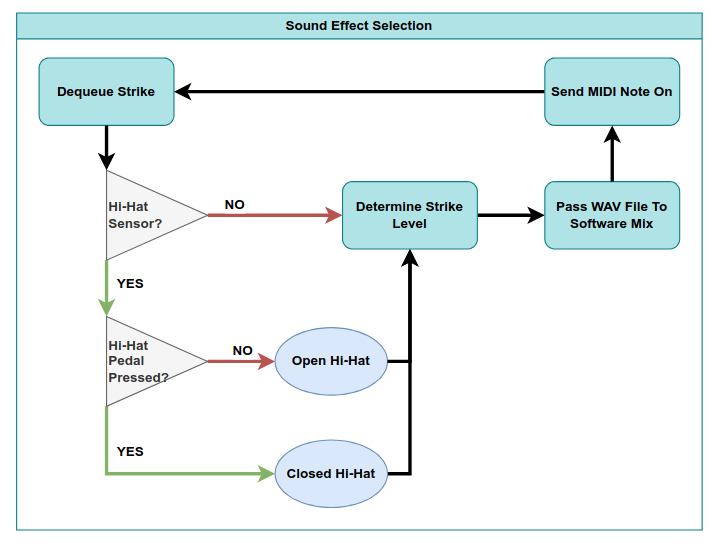 Sound Effect Selection
Dequeue Strike
Send MIDI Note On
Hi-Hat
Sensor?
NO
Determine Strike
Level
Pass WAV File To
Software Mix
YES
Hi-Hat
Pedal
Pressed?
NO
Open Hi-Hat
YES
Closed Hi-Hat